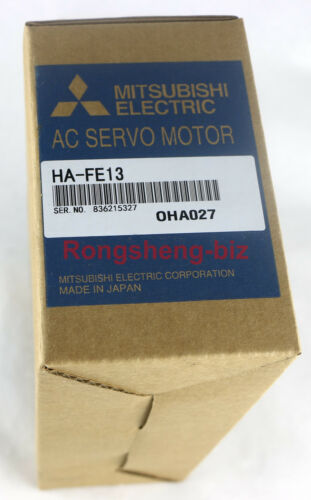 MITSUBISHI
ELECTRIC
AC SERVO MOTOR
HA-FE13
SER.NO. 836215327
OHA027
Rongsheng-biz
MITSUBISHI ELECTRIC CORPORATION
MADE IN JAPAN